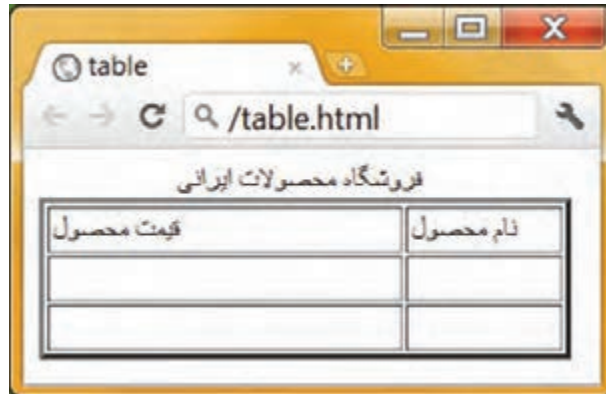 table
/table.html
فروشگاه محصولات ایرانی
نام محصول
قیمت محصول